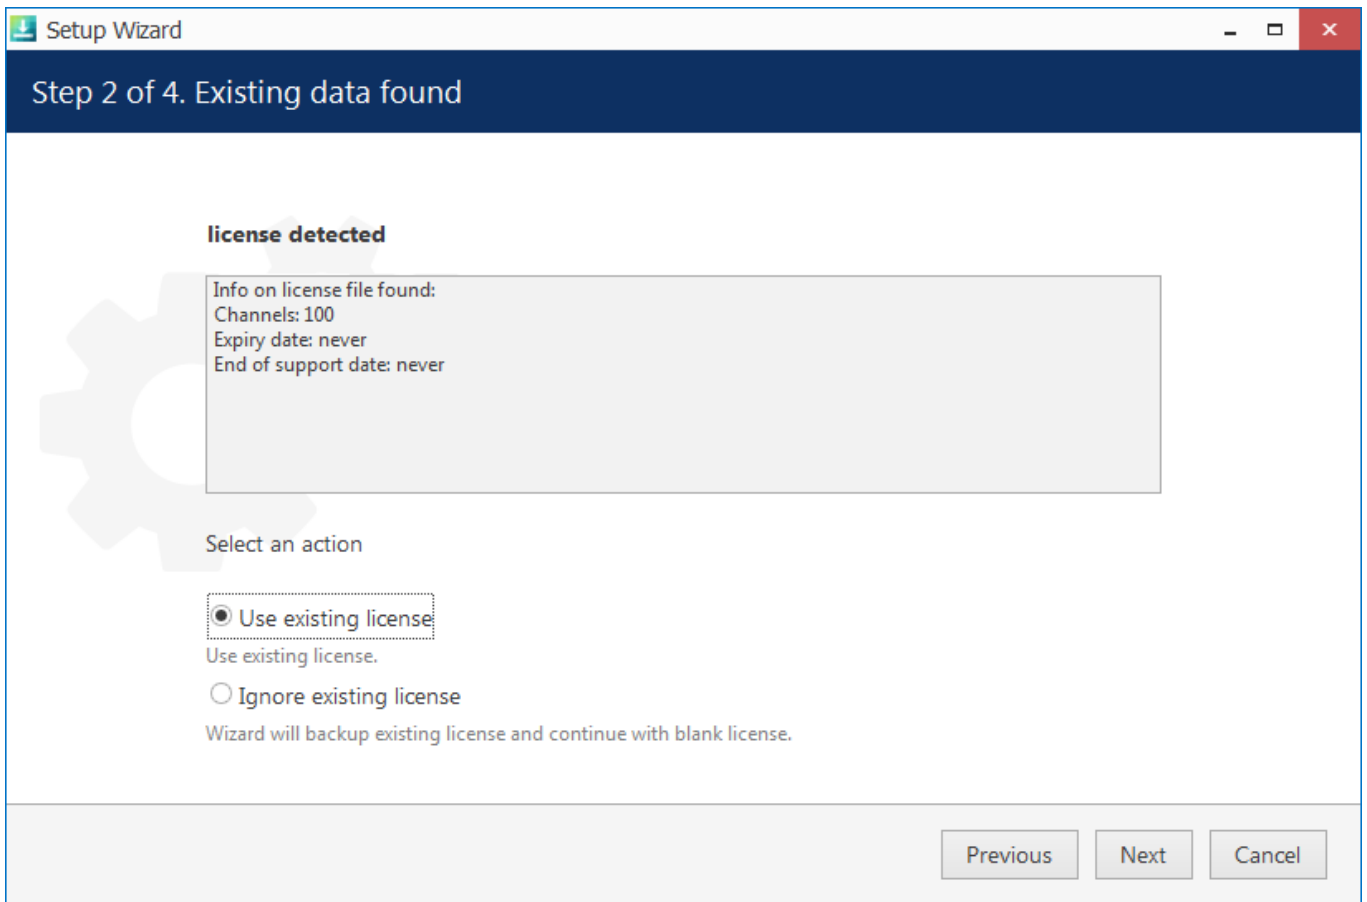 Setup Wizard
Step 2 of 4. Existing data found
license detected
Info on license file found:
Channels: 100
Expiry date: never
End of support date: never
Select an action
Use existing license
Use existing license.
Ignore existing license
Wizard will backup existing license and continue with blank license.
Previous Next Cancel